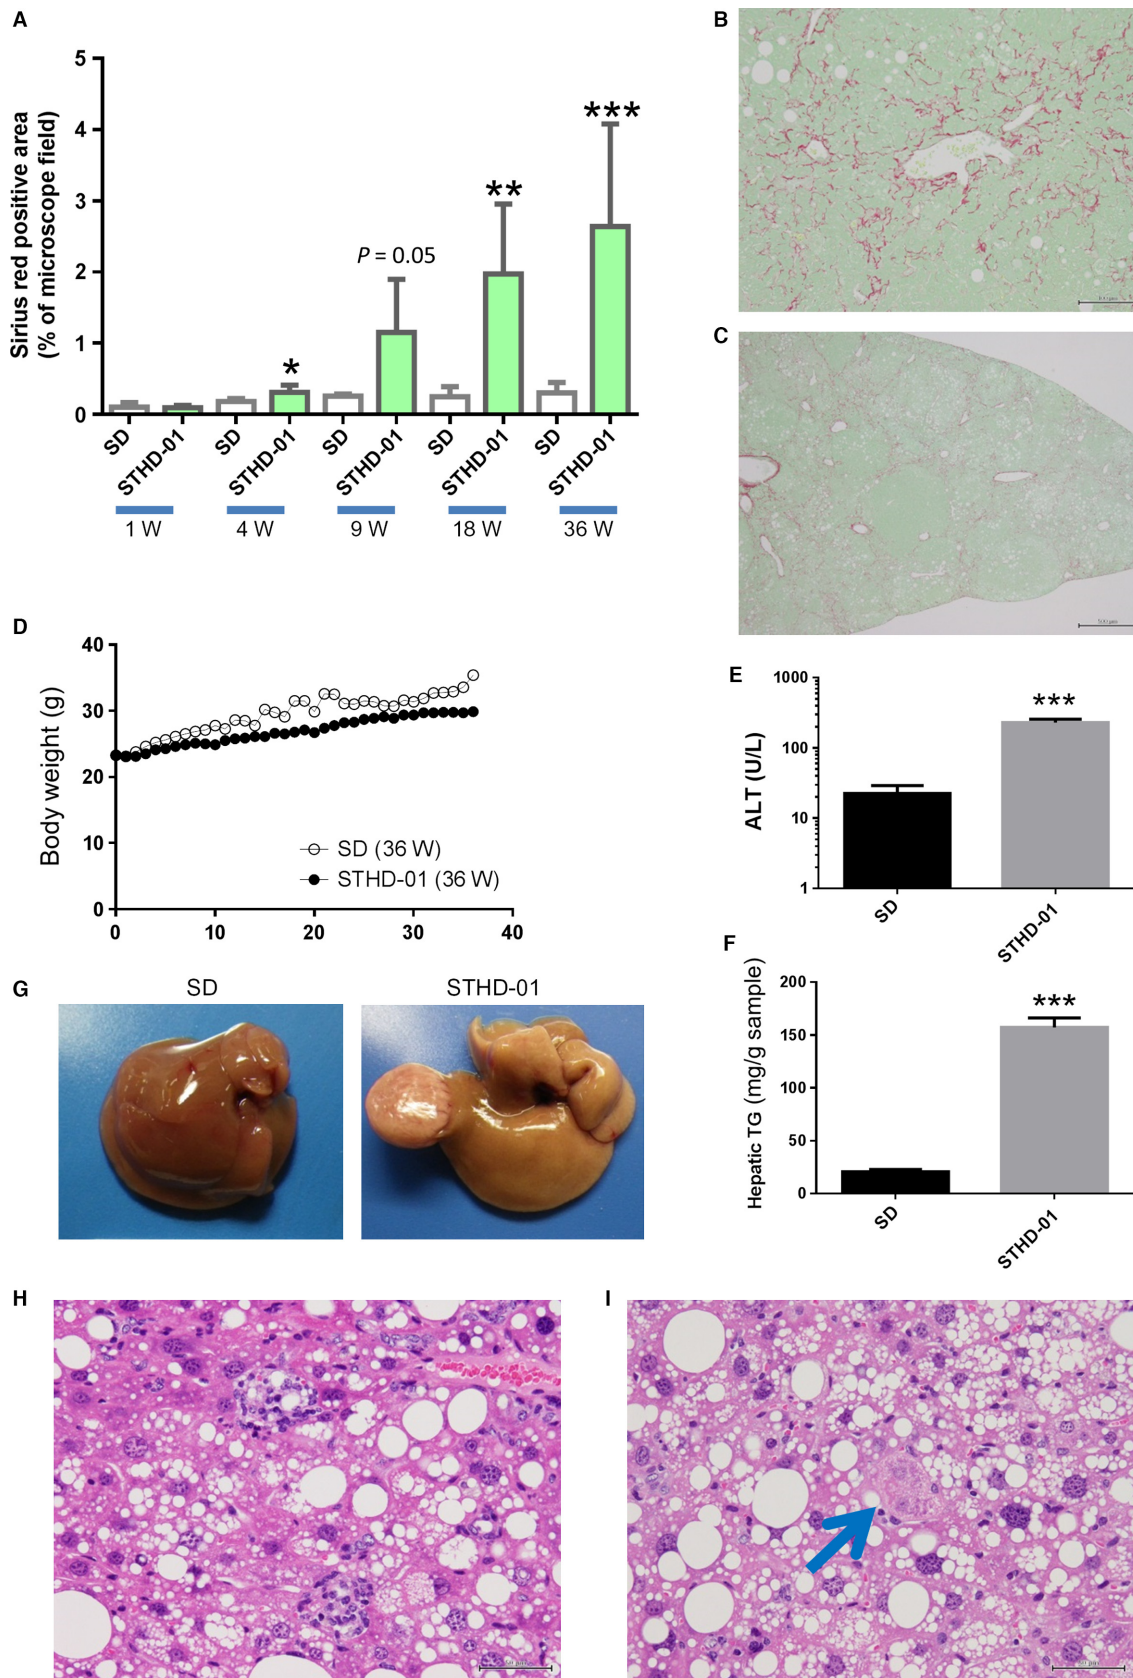 A
Sirius red positive area
(% of microscope field)
5
4
3
2
1
0
*
P = 0.05
**
***
SD
STHD-01
SD
STHD-01
SD
STHD-01
SD
STHD-01
SD
STHD-01
1 W
4 W
9 W
18 W
36 W
B
C
500 µm
D
Body weight (g)
40
30
20
10
0
SD (36 W)
STHD-01 (36 W)
0
10
20
30
40
E
ALT (U/L)
1000
100
10
1
***
SD
STHD-01
F
Hepatic TG (mg/g sample)
200
150
100
50
0
***
SD
STHD-01
G
SD
STHD-01
H
I